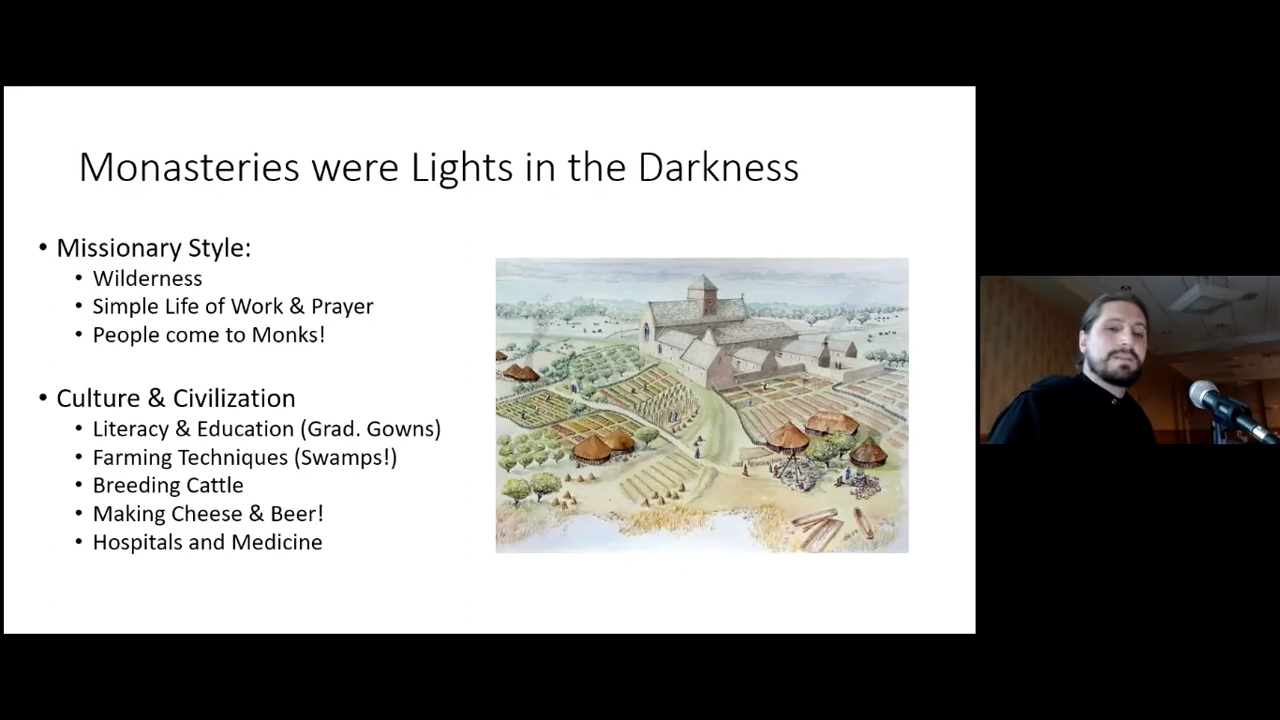 Monasteries were Lights in the Darkness
• Missionary Style:
• Wilderness
• Simple Life of Work & Prayer
• People come to Monks!
• Culture & Civilization
• Literacy & Education (Grad. Gowns)
• Farming Techniques (Swamps!)
• Breeding Cattle
• Making Cheese & Beer!
• Hospitals and Medicine